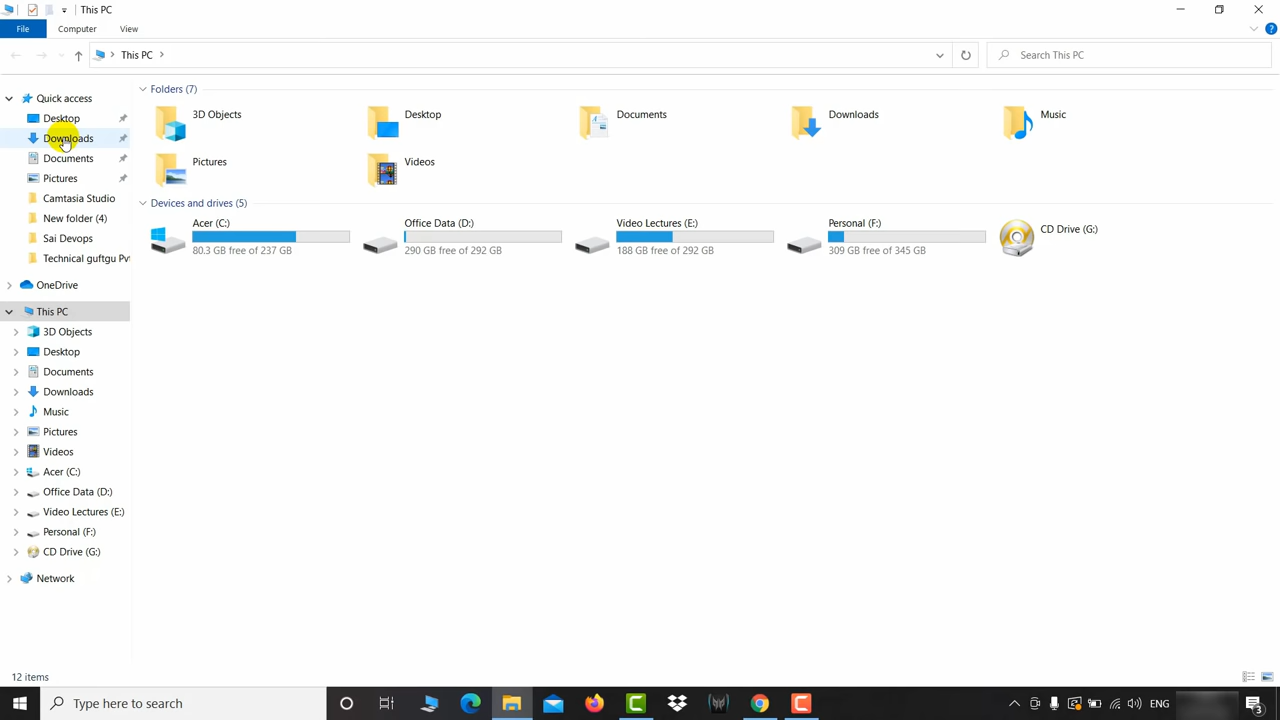 This PC
File Computer View
This PC
Search This PC
Quick access
Desktop
Downloads
Documents
Pictures
Camtasia Studio
New folder (4)
Sai Devops
Technical guftgu Pv
OneDrive
This PC
3D Objects
Desktop
Documents
Downloads
Music
Pictures
Videos
Acer (C:)
Office Data (D:)
Video Lectures (E:)
Personal (F:)
CD Drive (G:)
Network
Folders (7)
3D Objects
Desktop
Documents
Downloads
Music
Pictures
Videos
Devices and drives (5)
Acer (C:)
80.3 GB free of 237 GB
Office Data (D:)
290 GB free of 292 GB
Video Lectures (E:)
188 GB free of 292 GB
Personal (F:)
309 GB free of 345 GB
CD Drive (G:)
12 items
Type here to search
ENG
3